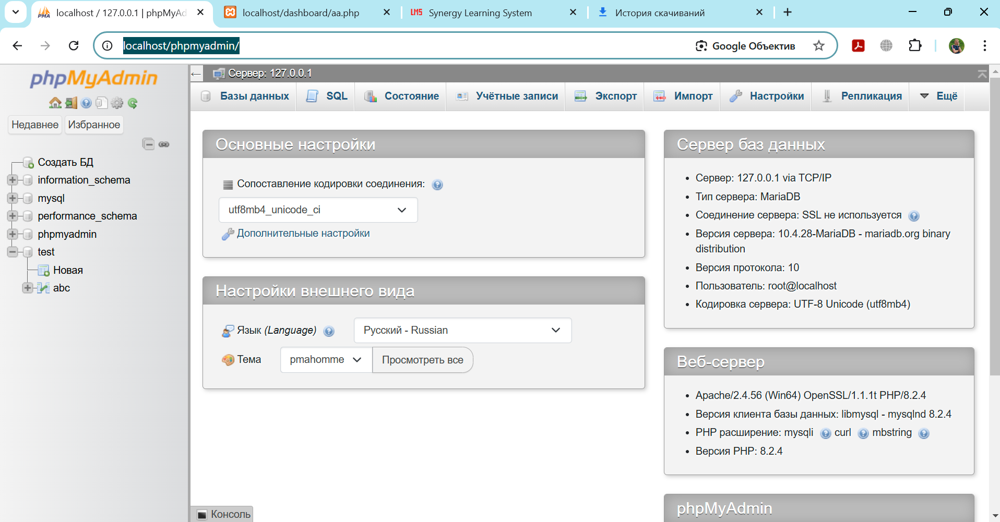 localhost / 127.0.0.1 | phpMyAd
localhost/dashboard/aa.php
LMS Synergy Learning System
История скачиваний
localhost/phpmyadmin/
Google Объектив
phpMyAdmin
Недавнее Избранное
Создать БД
information_schema
mysql
performance_schema
phpmyadmin
test
Новая
abc
Сервер: 127.0.0.1
Базы данных SQL Состояние Учётные записи Экспорт Импорт Настройки Репликация Ещё
Основные настройки
Сопоставление кодировки соединения:
utf8mb4_unicode_ci
Дополнительные настройки
Настройки внешнего вида
Язык (Language) Русский - Russian
Тема pmahomme Просмотреть все
Сервер баз данных
Сервер: 127.0.0.1 via TCP/IP
Тип сервера: MariaDB
Соединение сервера: SSL не используется
Версия сервера: 10.4.28-MariaDB - mariadb.org binary
distribution
Версия протокола: 10
Пользователь: root@localhost
Кодировка сервера: UTF-8 Unicode (utf8mb4)
Веб-сервер
Apache/2.4.56 (Win64) OpenSSL/1.1.1t PHP/8.2.4
Версия клиента базы данных: libmysql - mysqlnd 8.2.4
PHP расширение: mysqli curl mbstring
Версия PHP: 8.2.4
phpMyAdmin
Консоль